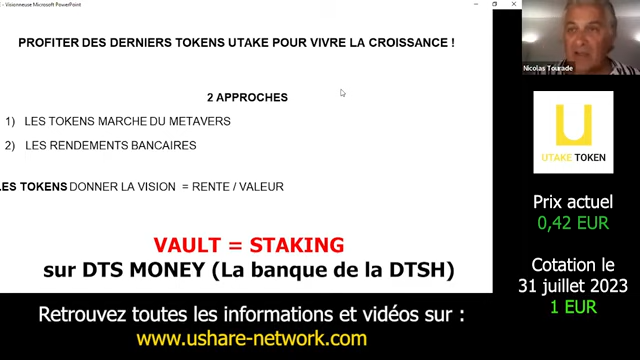 - Visionneuse Microsoft PowerPoint
PROFITER DES DERNIERS TOKENS UTAKE POUR VIVRE LA CROISSANCE !
2 APPROCHES
1) LES TOKENS MARCHE DU METAVERS
2) LES RENDEMENTS BANCAIRES
LES TOKENS DONNER LA VISION = RENTE / VALEUR
VAULT = STAKING
sur DTS MONEY (La banque de la DTSH)
Nicolas Tourade
UTAKE TOKEN
Prix actuel
0,42 EUR
Cotation le
31 juillet 2023
1 EUR
Retrouvez toutes les informations et vidéos sur :
www.ushare-network.com